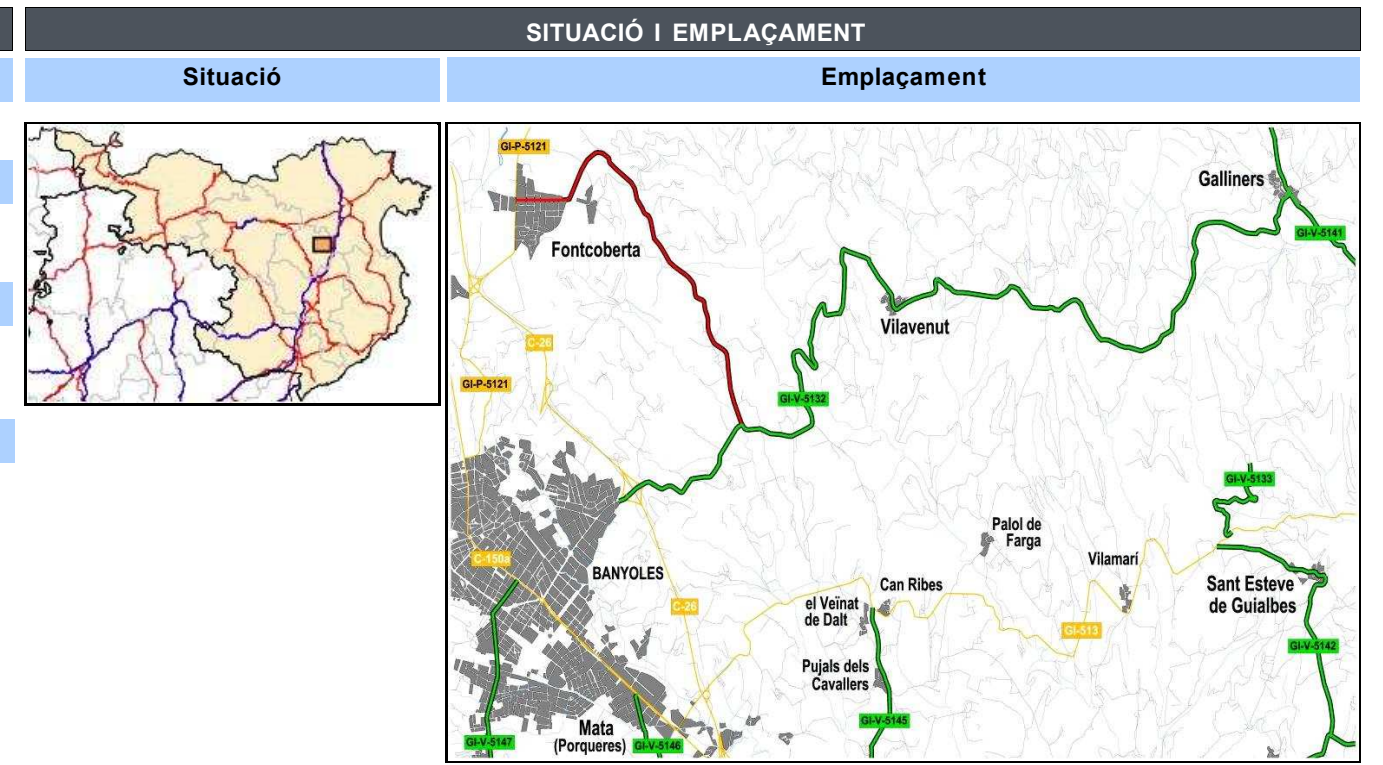 SITUACIÓ I EMPLAÇAMENT
Situació
Emplaçament
GI-P-5121
Galliners
GI-V-5141
Fontcoberta
Vilavenut
C-26
GI-P-5121
GI-V-5132
GI-V-5133
Palol de
Farga
C-150a
Vilamarí
BANYOLES
Can Ribes
Sant Esteve
de Guialbes
C-26
el Veïnat
de Dalt
GI-513
GI-V-5142
Pujals dels
Cavallers
GI-V-5145
Mata
(Porqueres)
GI-V-5147
GI-V-5146